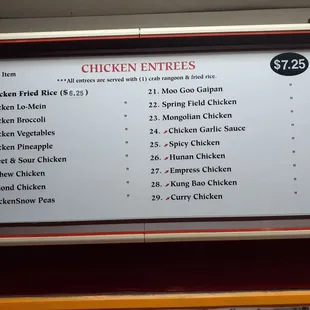 CHICKEN ENTREES
$7.25
Item
***All entrees are served with (1) crab rangoon & fried rice.
cken Fried Rice ($6.25)
cken Lo-Mein "
cken Broccoli "
cken Vegetables "
cken Pineapple "
eet & Sour Chicken "
hew Chicken "
ond Chicken "
ickenSnow Peas "
21. Moo Goo Gaipan "
22. Spring Field Chicken "
23. Mongolian Chicken "
24. Chicken Garlic Sauce "
25. Spicy Chicken "
26. Hunan Chicken "
27. Empress Chicken "
28. Kung Bao Chicken "
29. Curry Chicken "